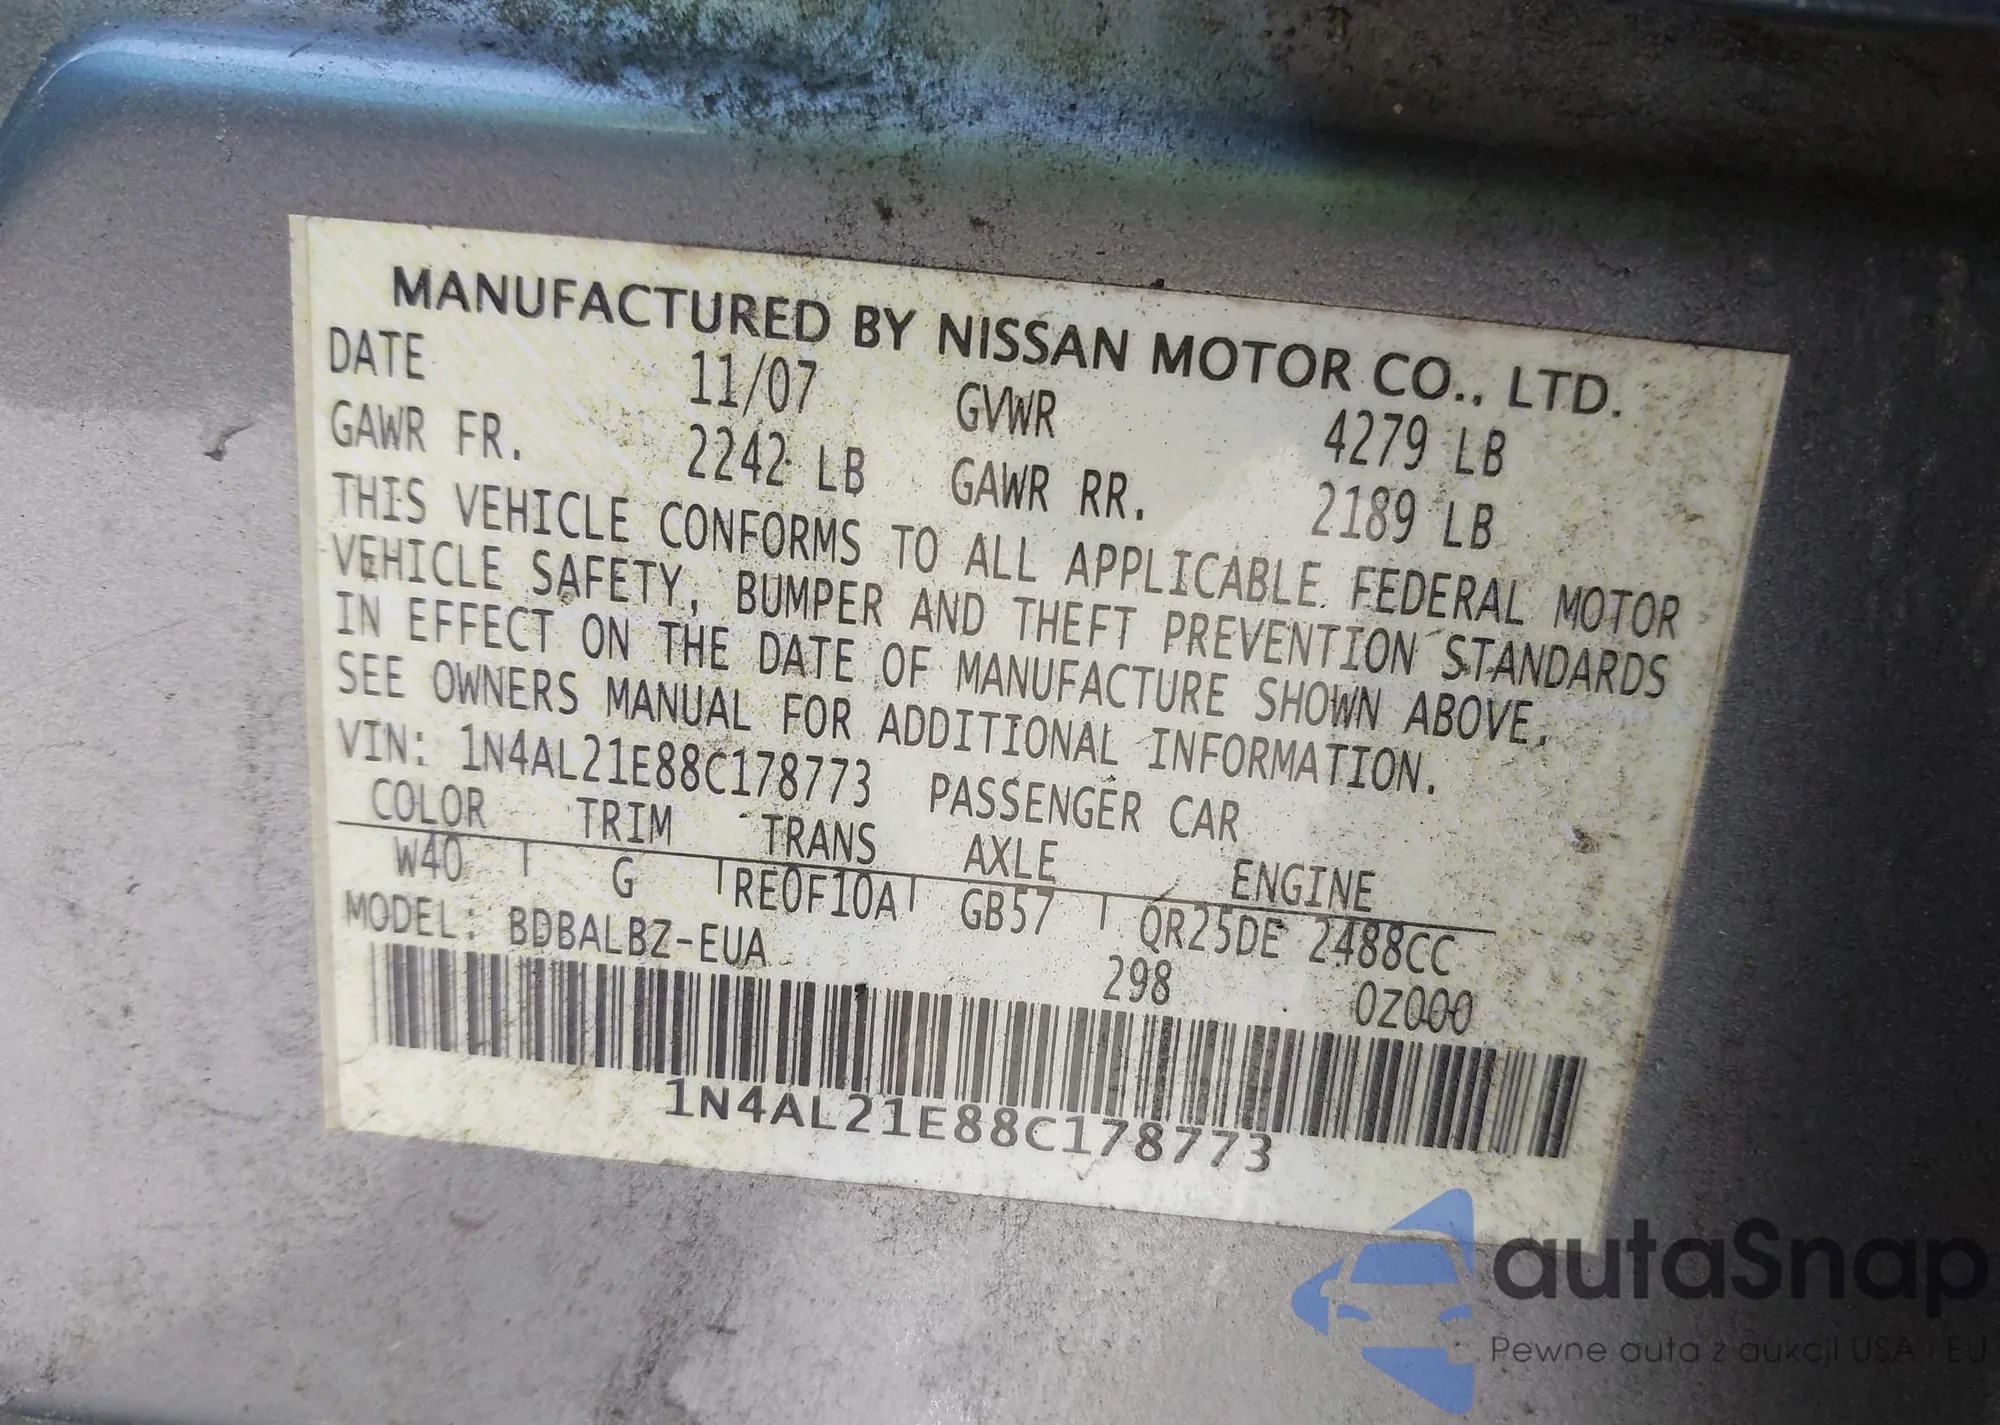 MANUFACTURED BY NISSAN MOTOR CO., LTD.
DATE 11/07 GVWR 4279 LB
GAWR FR. 2242 LB GAWR RR. 2189 LB
THIS VEHICLE CONFORMS TO ALL APPLICABLE FEDERAL MOTOR
VEHICLE SAFETY, BUMPER AND THEFT PREVENTION STANDARDS
IN EFFECT ON THE DATE OF MANUFACTURE SHOWN ABOVE,
SEE OWNERS MANUAL FOR ADDITIONAL INFORMATION.
VIN: 1N4AL21E88C178773 PASSENGER CAR
COLOR TRIM TRANS AXLE ENGINE
W40 G RE0F10A GB57 QR25DE 2488CC
MODEL: BDBALBZ-EUA 298 0Z000
1N4AL21E88C178773
autaSnap
Pewne auta z aukcji USA i EU